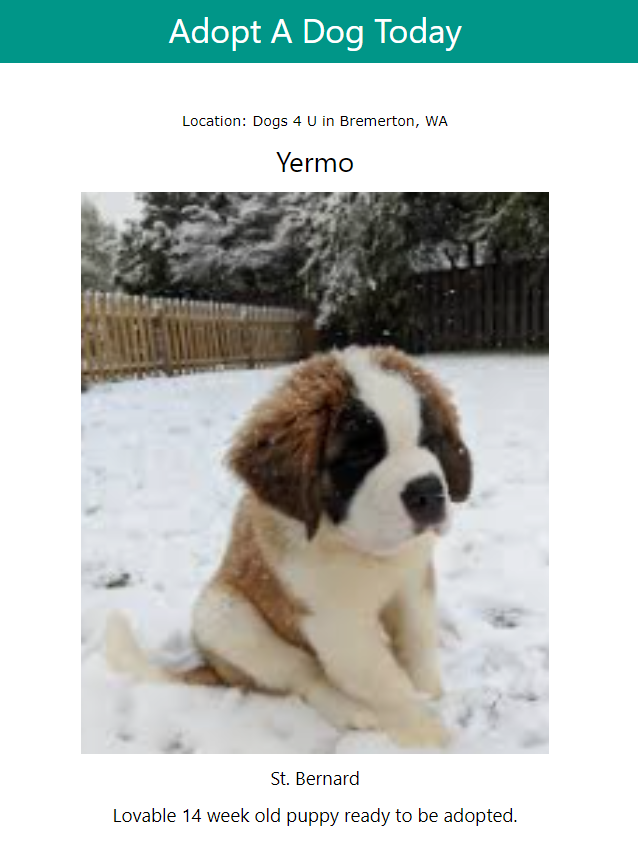 Adopt A Dog Today
Location: Dogs 4 U in Bremerton, WA
Yermo
St. Bernard
Lovable 14 week old puppy ready to be adopted.